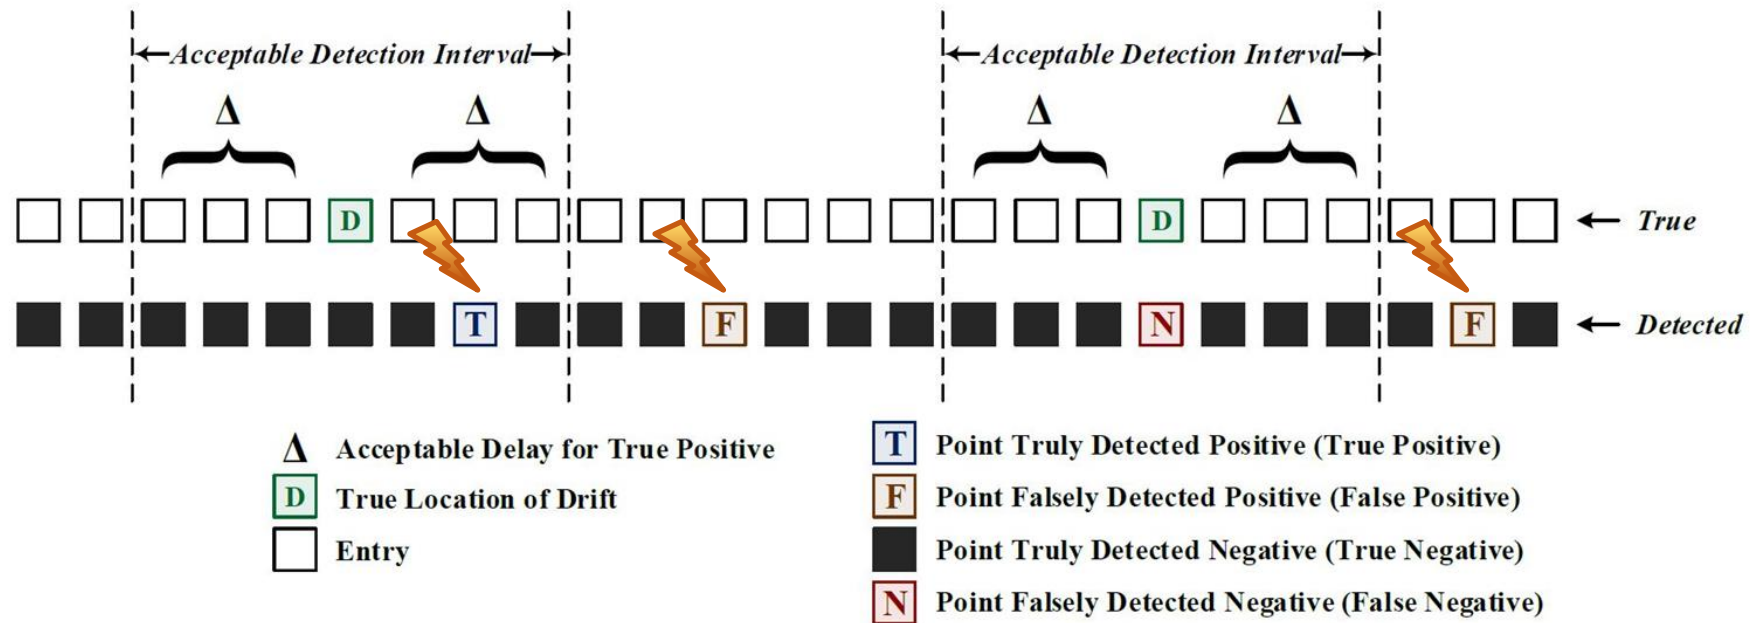 Acceptable Detection Interval
Acceptable Detection Interval
Δ Δ Δ Δ
D D True
T F N F Detected
Δ Acceptable Delay for True Positive
D True Location of Drift
Entry
T Point Truly Detected Positive (True Positive)
F Point Falsely Detected Positive (False Positive)
Point Truly Detected Negative (True Negative)
N Point Falsely Detected Negative (False Negative)